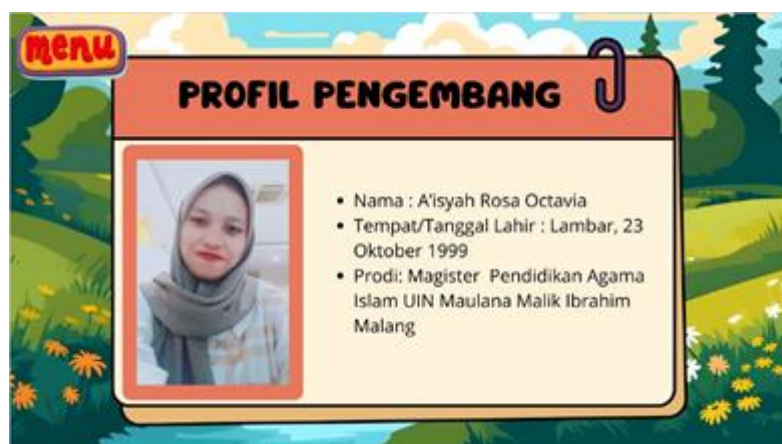 menu
PROFIL PENGEMBANG
• Nama : A'isyah Rosa Octavia
• Tempat/Tanggal Lahir : Lambar, 23
Oktober 1999
• Prodi: Magister Pendidikan Agama
Islam UIN Maulana Malik Ibrahim
Malang